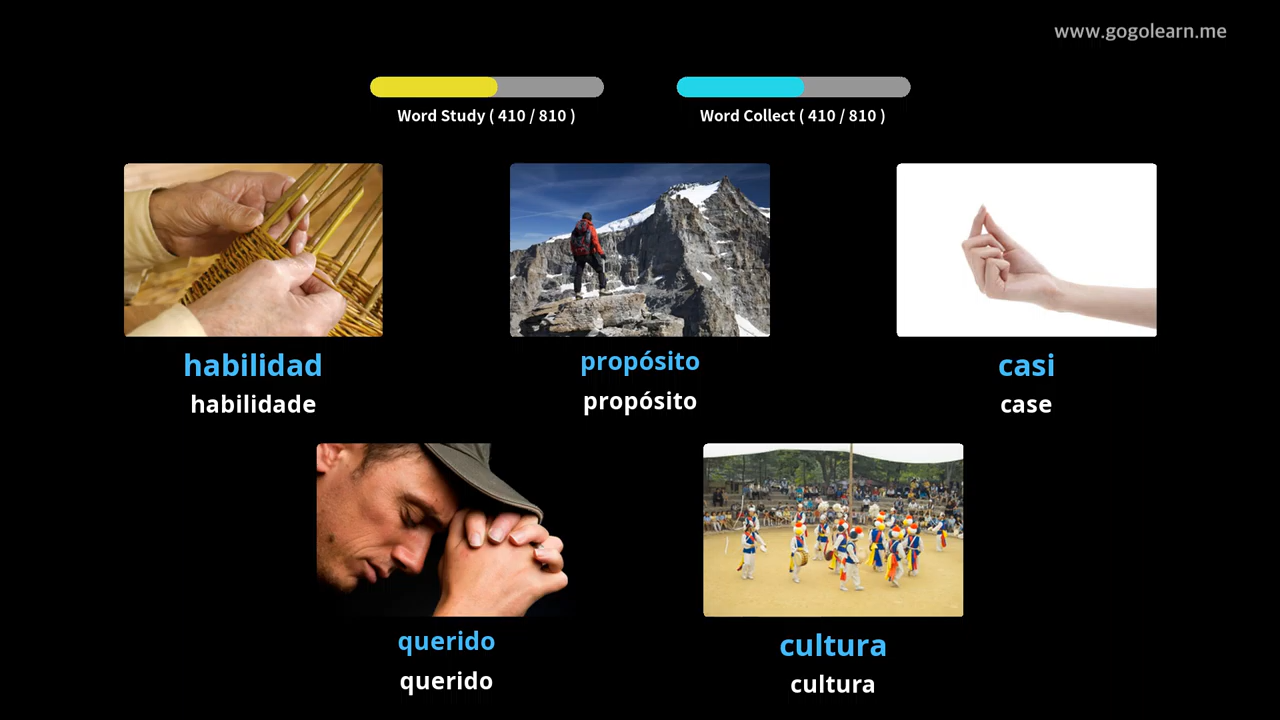 www.gogolearn.me
Word Study ( 410 / 810 )
Word Collect ( 410 / 810 )
habilidad
habilidade
propósito
propósito
casi
case
querido
querido
cultura
cultura